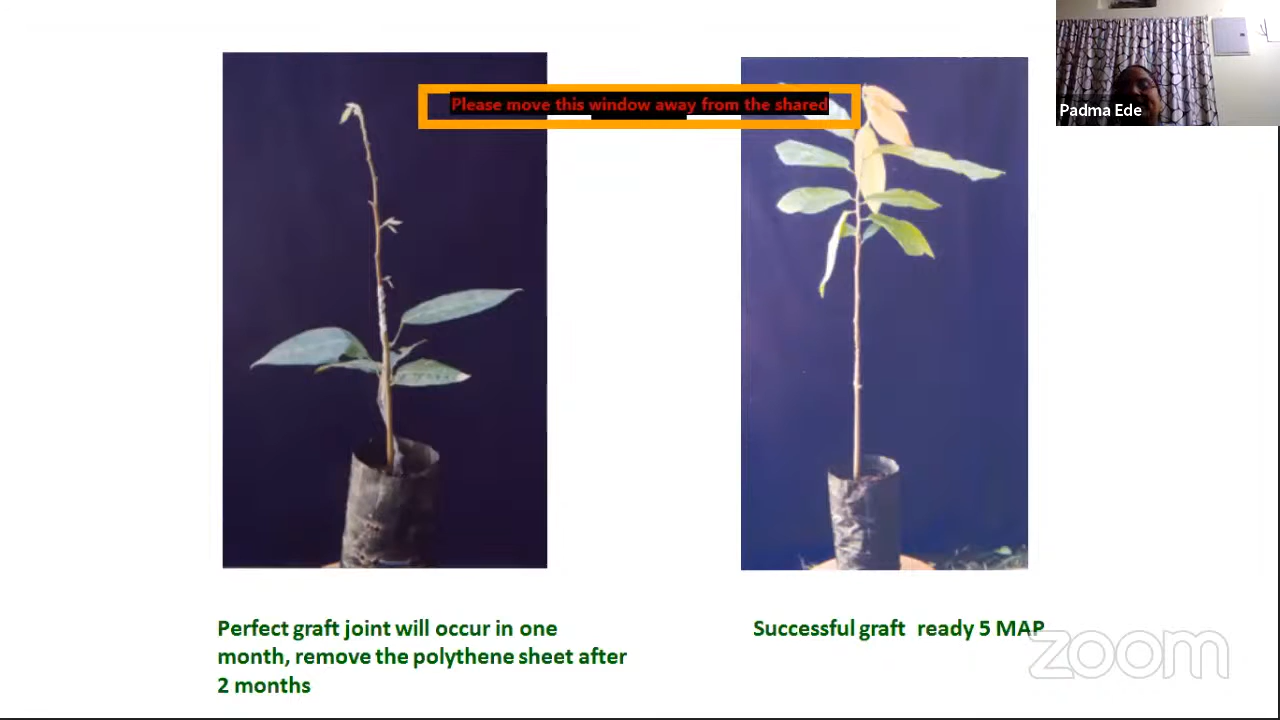 Please move this window away from the shared
Padma Ede
Perfect graft joint will occur in one
month, remove the polythene sheet after
2 months
Successful graft ready 5 MAP
zoom